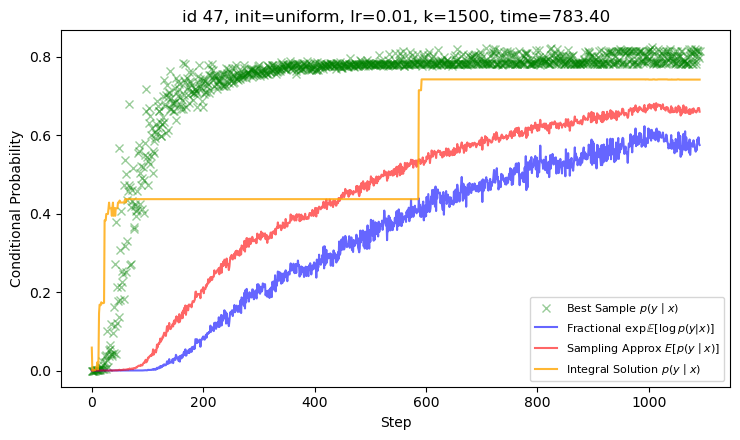 id 47, init=uniform, lr=0.01, k=1500, time=783.40
Conditional Probability
0.8
0.6
0.4
0.2
0.0
Best Sample p(y | x)
Fractional exp 𝔼[log p(y|x)]
Sampling Approx E[p(y | x)]
Integral Solution p(y | x)
0 200 400 600 800 1000
Step